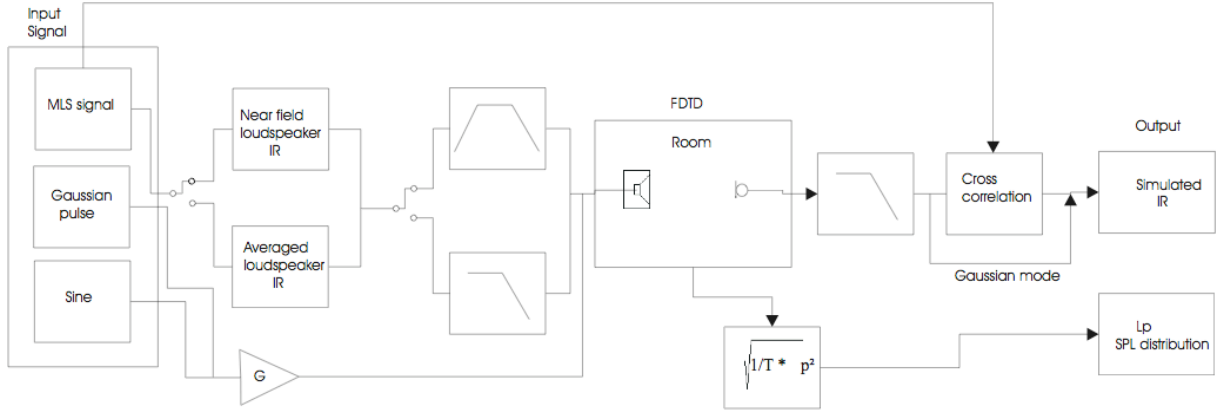 Input
Signal
MLS signal
Gaussian
pulse
Sine
Near field
loudspeaker
IR
Averaged
loudspeaker
IR
G
FDTD
Room
Cross
correlation
Gaussian mode
Output
Simulated
IR
√1/T * p²
Lp
SPL distribution